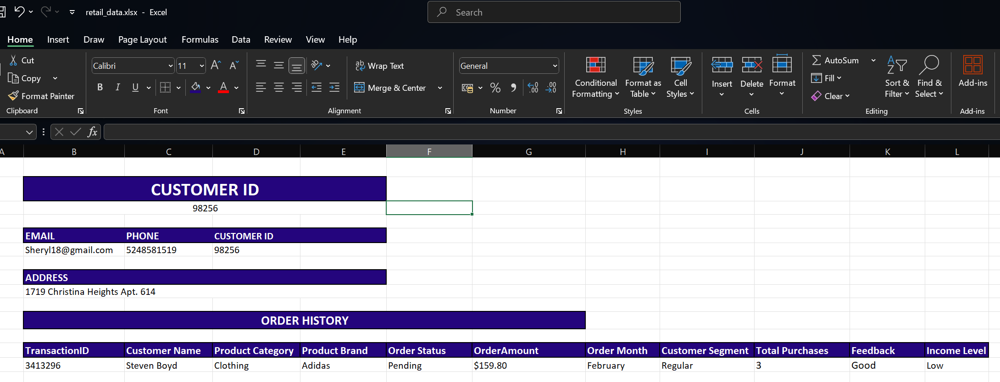 retail_data.xlsx - Excel
Search
Home Insert Draw Page Layout Formulas Data Review View Help
Cut
Copy
Format Painter
Clipboard
Calibri 11
B I U A
Font
Wrap Text
Merge & Center
Alignment
General
% 9 .00
Number
Conditional Formatting
Format as Table
Cell Styles
Styles
Insert Delete Format
Cells
AutoSum
Fill
Clear
Sort & Filter
Find & Select
Editing
Add-ins
Add-ins
fx
A B C D E F G H I J K L
CUSTOMER ID
98256
EMAIL PHONE CUSTOMER ID
Sheryl18@gmail.com 5248581519 98256
ADDRESS
1719 Christina Heights Apt. 614
ORDER HISTORY
TransactionID Customer Name Product Category Product Brand Order Status OrderAmount Order Month Customer Segment Total Purchases Feedback Income Level
3413296 Steven Boyd Clothing Adidas Pending $159.80 February Regular 3 Good Low